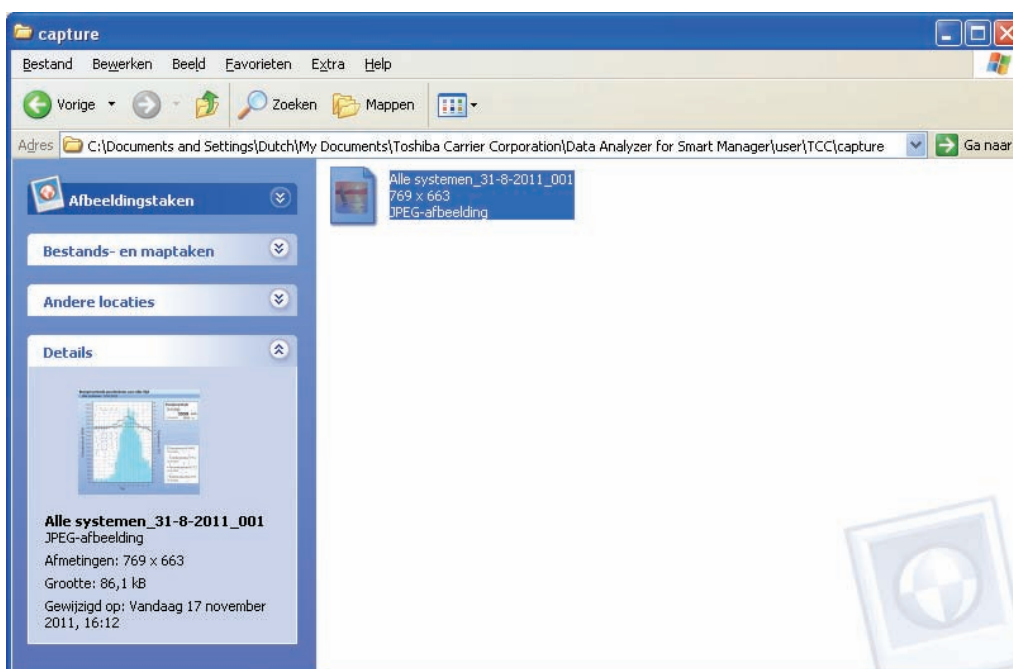 capture
Bestand Bewerken Beeld Favorieten Extra Help
Vorige Zoeken Mappen
Adres C:\Documents and Settings\Dutch\My Documents\Toshiba Carrier Corporation\Data Analyzer for Smart Manager\user\TCC\capture Ga naar
Afbeeldingstaken
Bestands- en maptaken
Andere locaties
Details
Alle systemen_31-8-2011_001
JPEG-afbeelding
Afmetingen: 769 x 663
Grootte: 86,1 kB
Gewijzigd op: Vandaag 17 november
2011, 16:12
Alle systemen_31-8-2011_001
769 x 663
JPEG-afbeelding